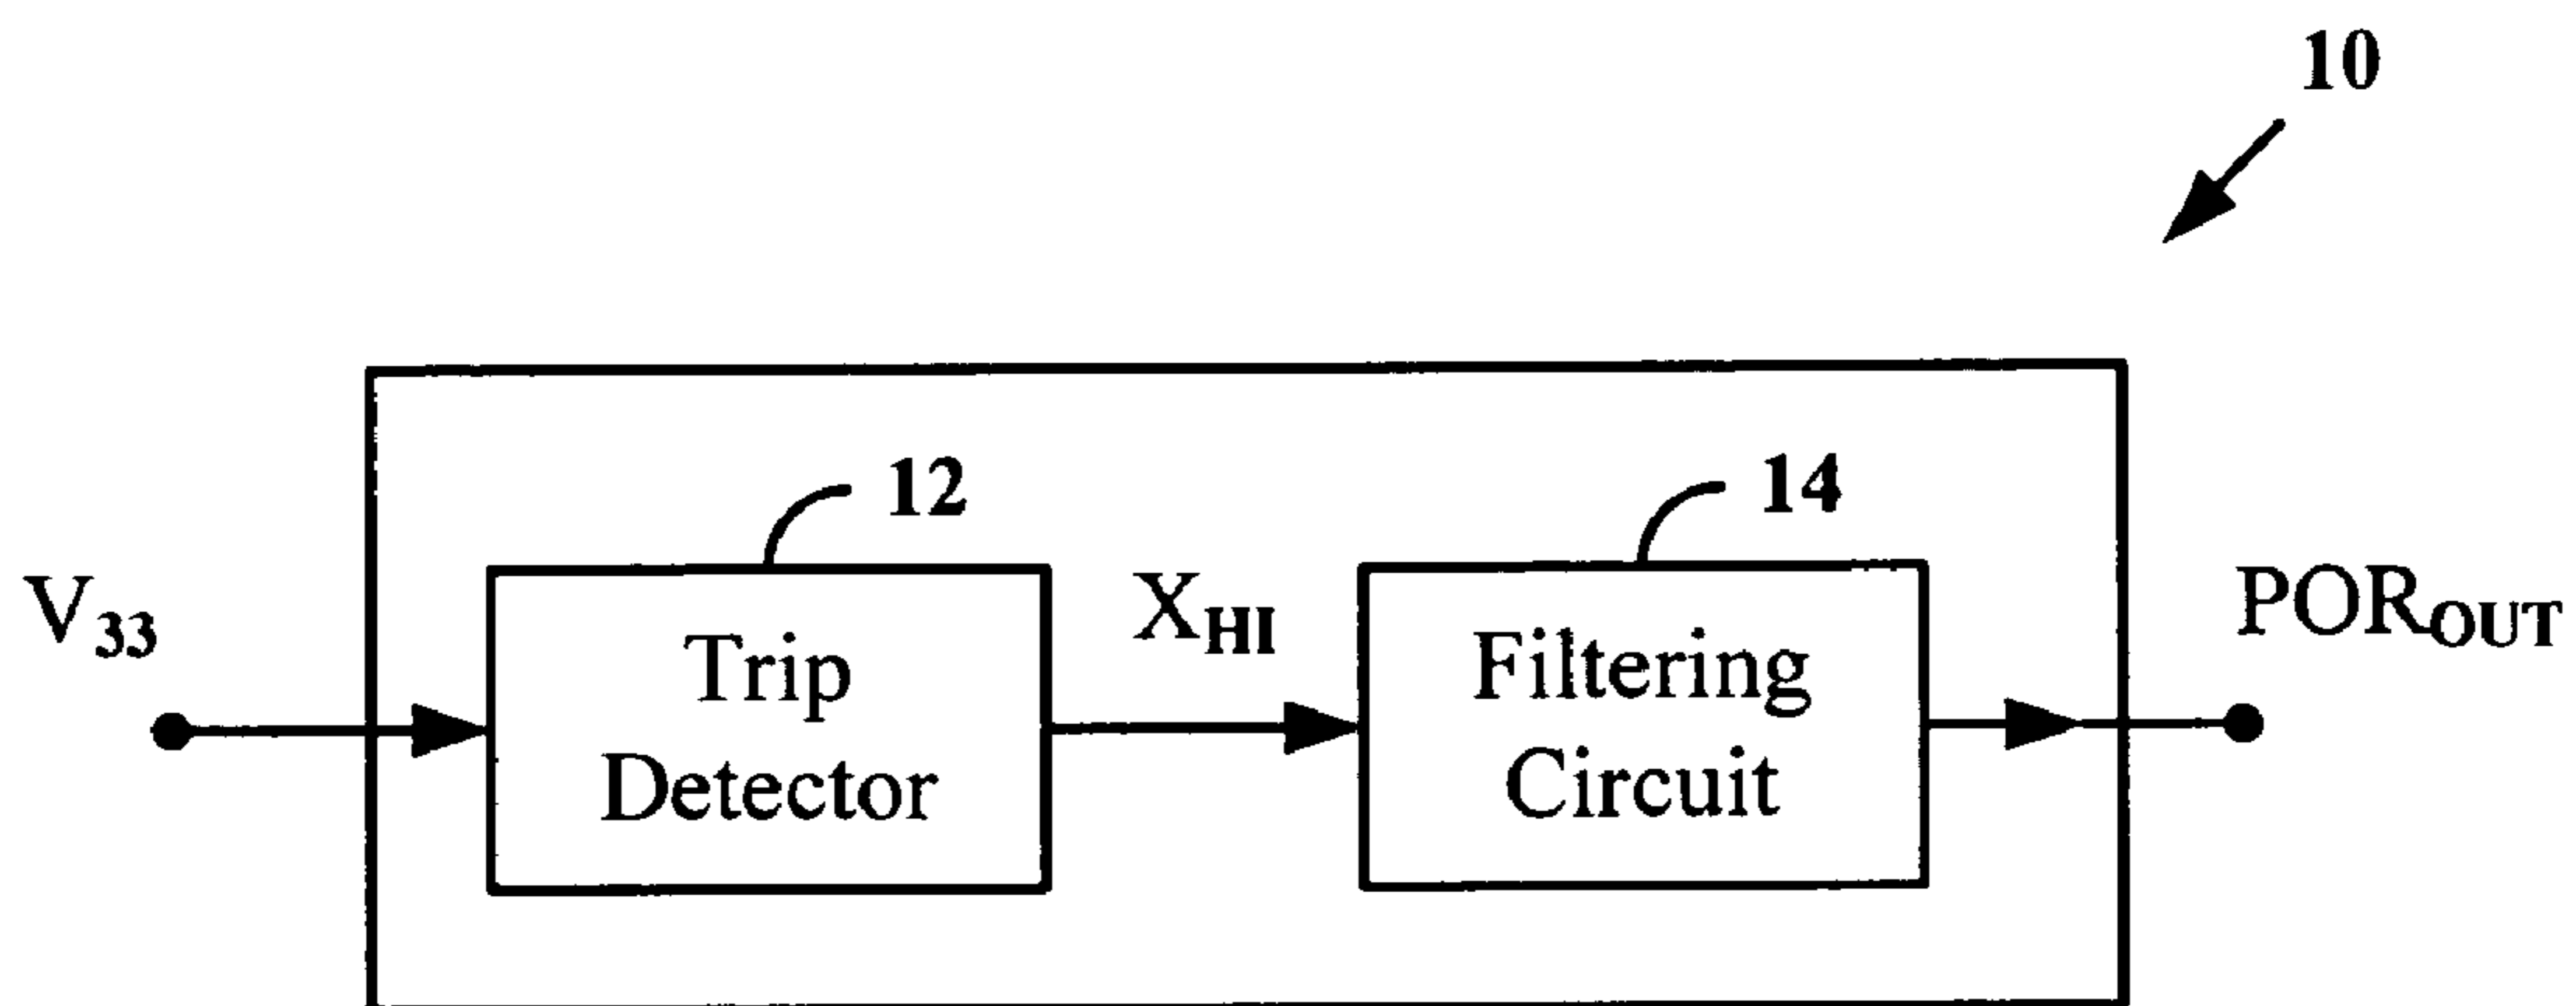 10
12
14
V33
Trip
Detector
XHI
Filtering
Circuit
POROUT